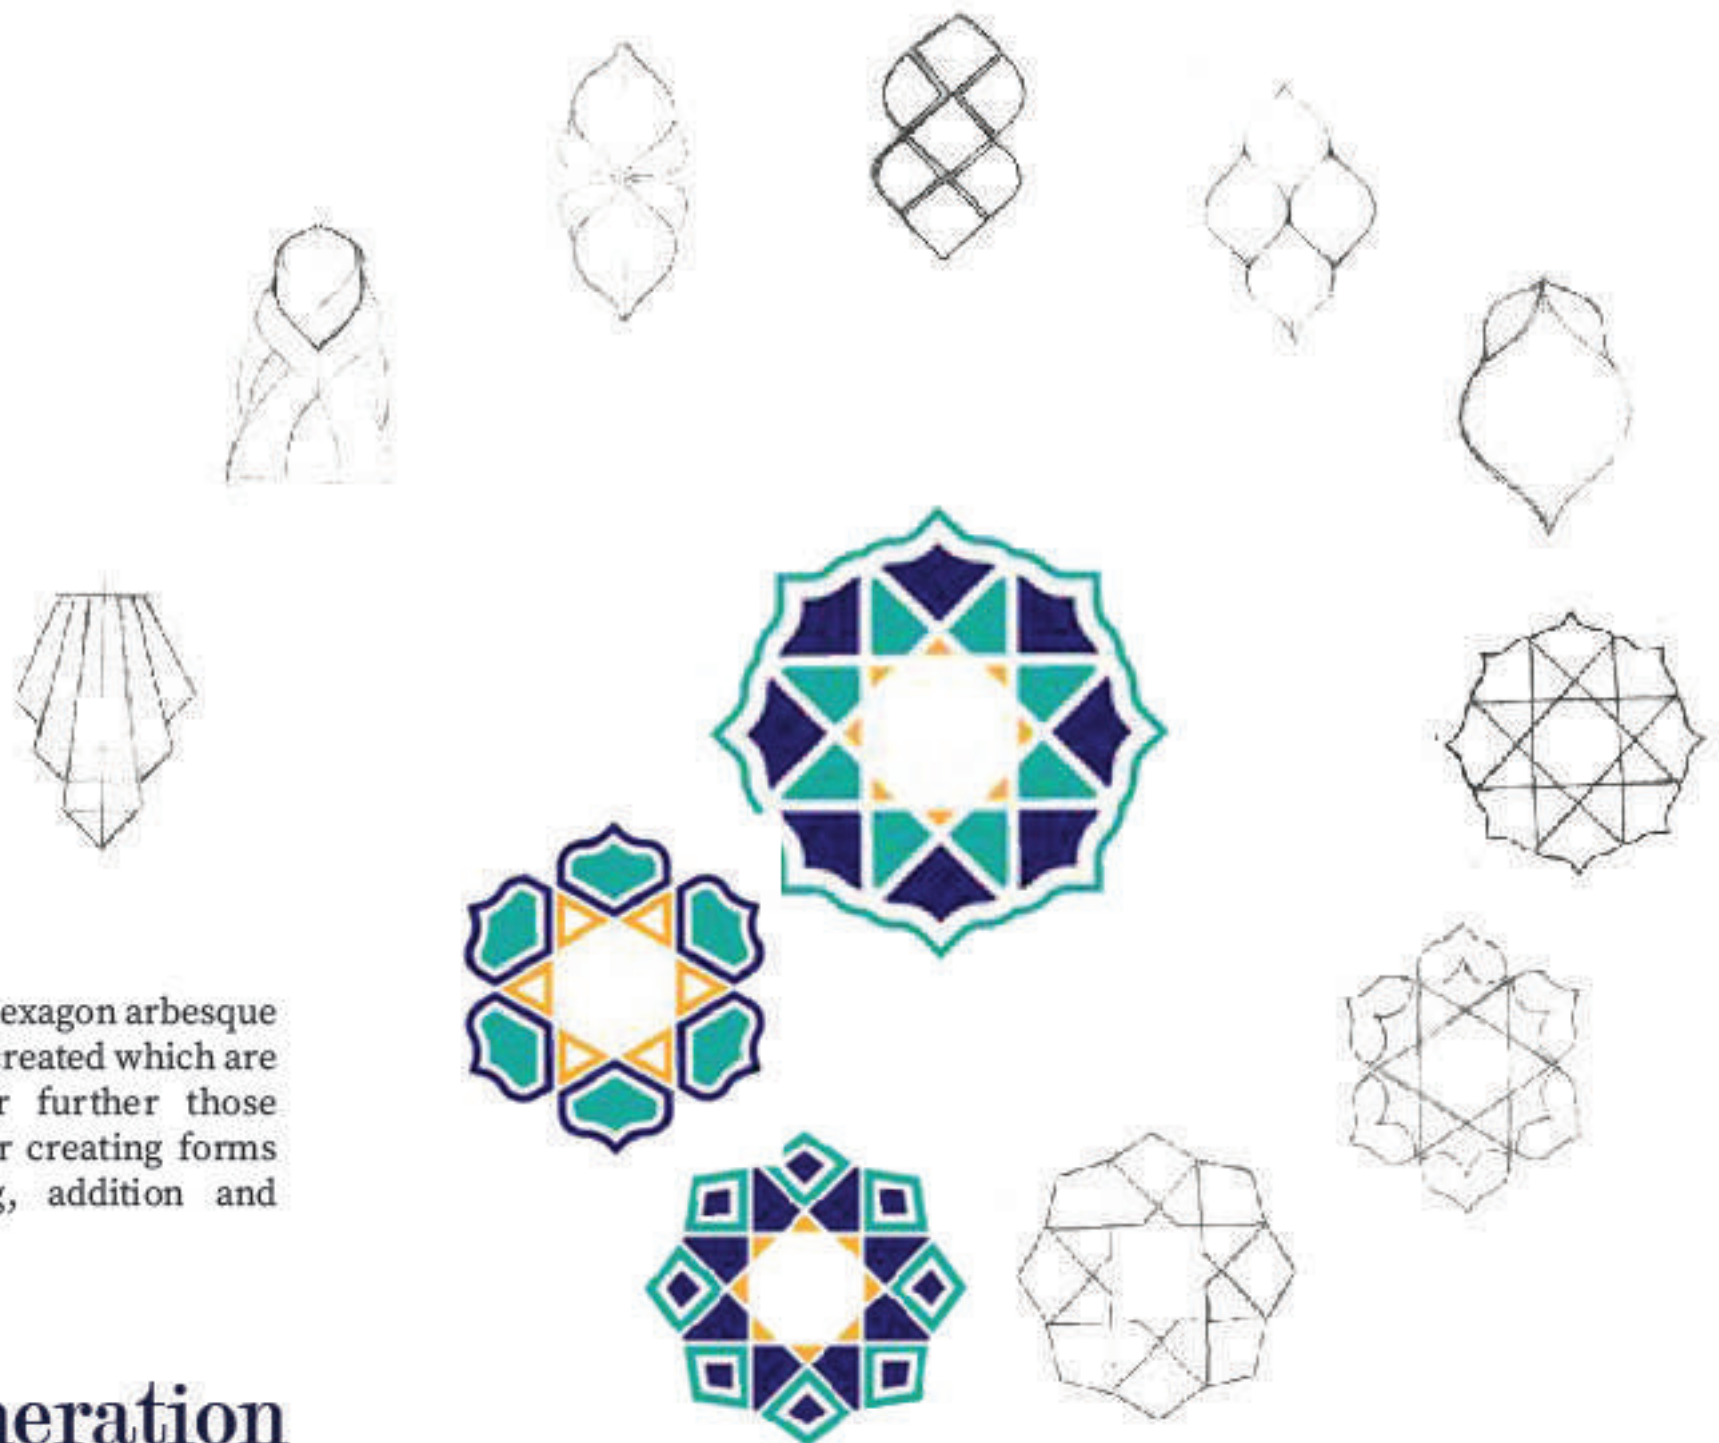 exagon arbesque
reated which are
r further those
r creating forms
, addition and
neration